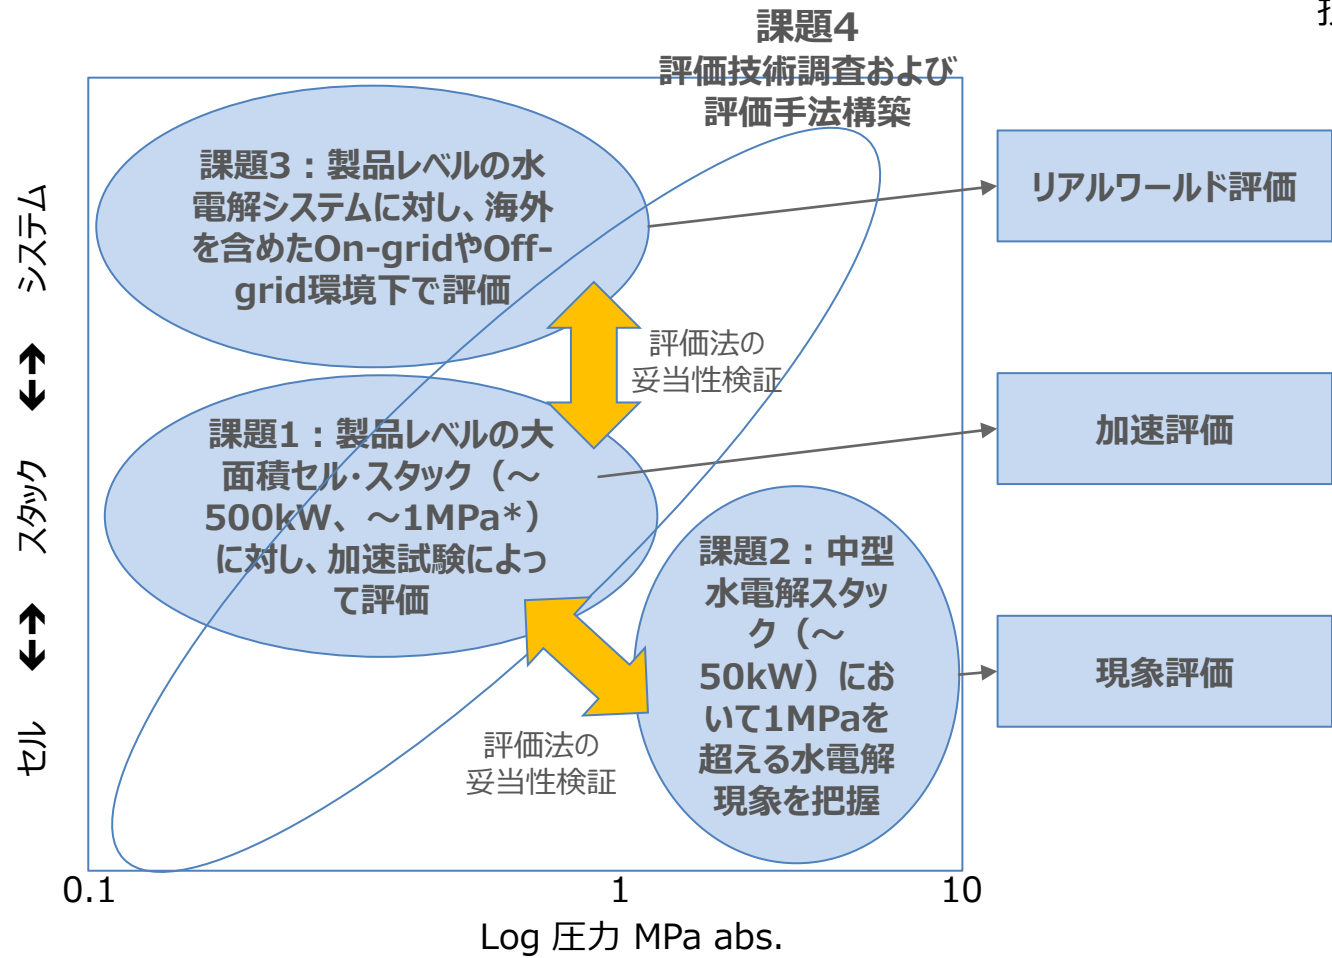 課題4
評価技術調査および
評価手法構築
課題3：製品レベルの水
電解システムに対し、海外
を含めたOn-gridやOff-
grid環境下で評価
リアルワールド評価
評価法の
妥当性検証
課題1：製品レベルの大
面積セル・スタック（～
500kW、～1MPa*）
に対し、加速試験によっ
て評価
加速評価
課題2：中型
水電解スタッ
ク（～
50kW）にお
いて1MPaを
超える水電解
現象を把握
現象評価
評価法の
妥当性検証
セル ↔ スタック ↔ システム
0.1
1
10
Log 圧力 MPa abs.